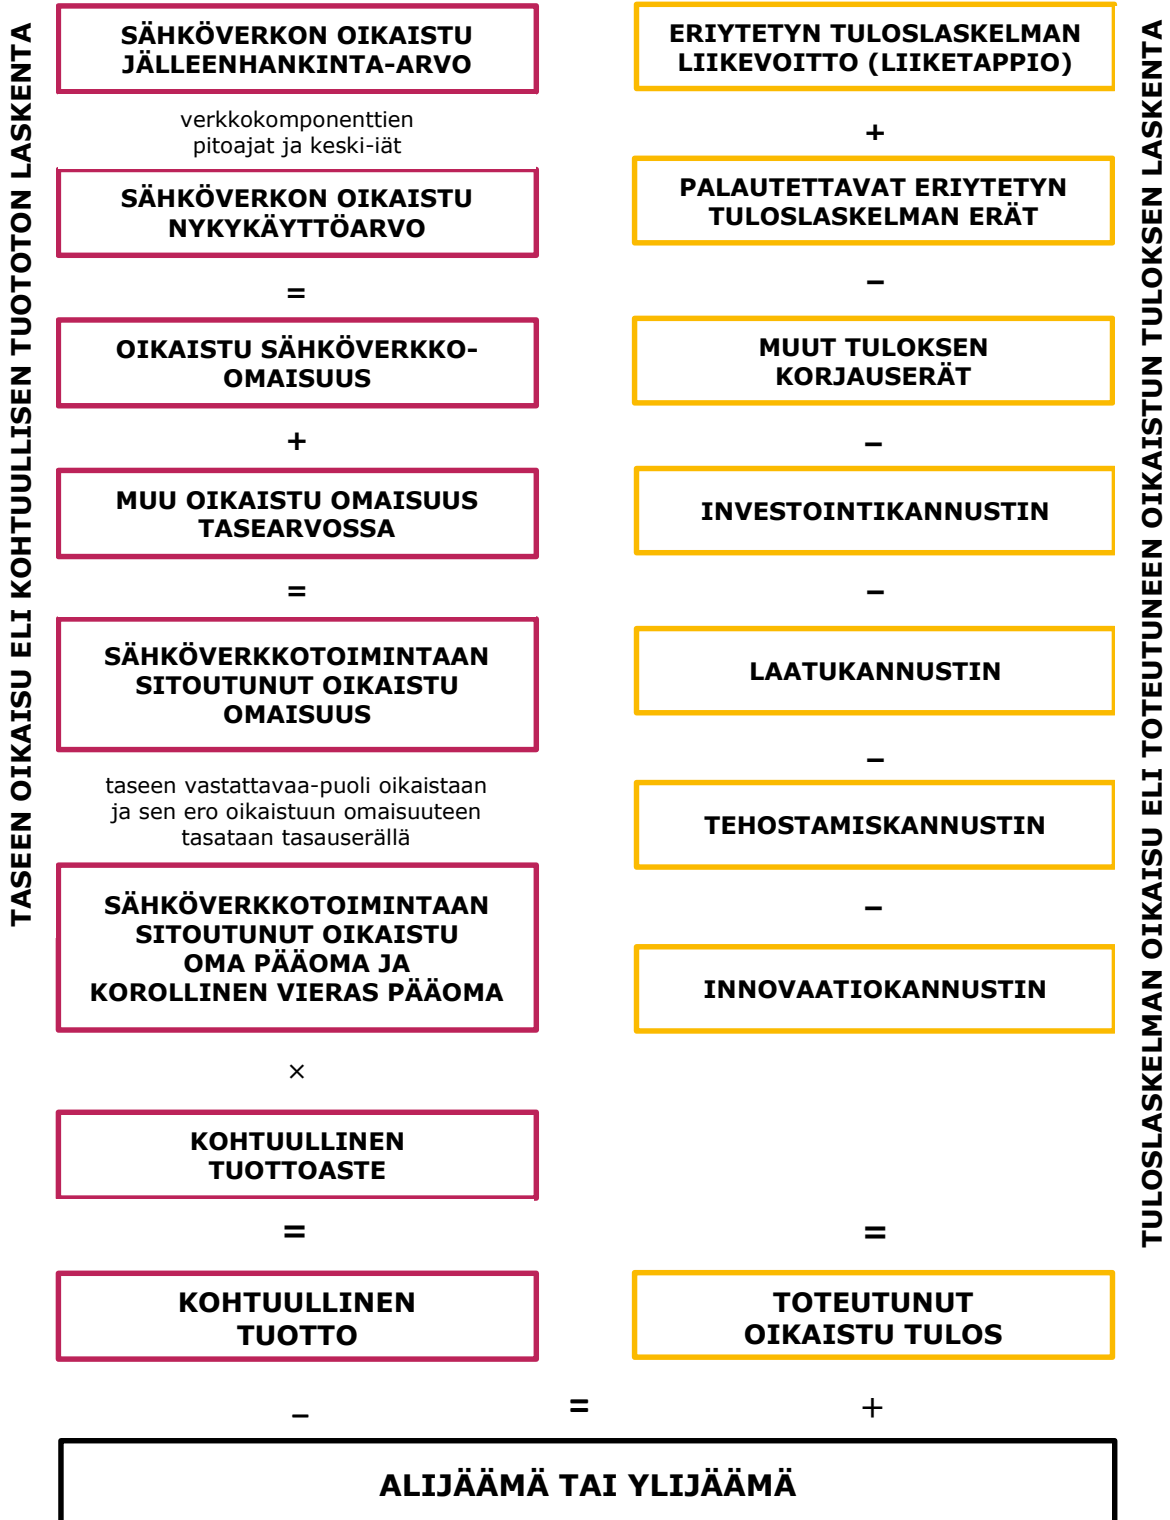 TASEEN OIKAISU ELI KOHTUULLISEN TUOTOTON LASKENTA
SÄHKÖVERKON OIKAISTU
JÄLLEENHANKINTA-ARVO
verkkokomponenttien
pitoajat ja keski-iät
SÄHKÖVERKON OIKAISTU
NYKYKÄYTTÖARVO
=
OIKAISTU SÄHKÖVERKKO-
OMAISUUS
+
MUU OIKAISTU OMAISUUS
TASEARVOSSA
=
SÄHKÖVERKKOTOIMINTAAN
SITOUTUNUT OIKAISTU
OMAISUUS
taseen vastattavaa-puoli oikaistaan
ja sen ero oikaistuun omaisuuteen
tasataan tasauserällä
SÄHKÖVERKKOTOIMINTAAN
SITOUTUNUT OIKAISTU
OMA PÄÄOMA JA
KOROLLINEN VIERAS PÄÄOMA
×
KOHTUULLINEN
TUOTTOASTE
=
KOHTUULLINEN
TUOTTO
ERIYTETYN TULOSLASKELMAN
LIIKEVOITTO (LIIKETAPPIO)
+
PALAUTETTAVAT ERIYTETYN
TULOSLASKELMAN ERÄT
–
MUUT TULOKSEN
KORJAUSERÄT
–
INVESTOINTIKANNUSTIN
–
LAATUKANNUSTIN
–
TEHOSTAMISKANNUSTIN
–
INNOVAATIOKANNUSTIN
=
TOTEUTUNUT
OIKAISTU TULOS
TULOSLASKELMAN OIKAISU ELI TOTEUTUNEEN OIKAISTUN TULOKSEN LASKENTA
– = +
ALIJÄÄMÄ TAI YLIJÄÄMÄ